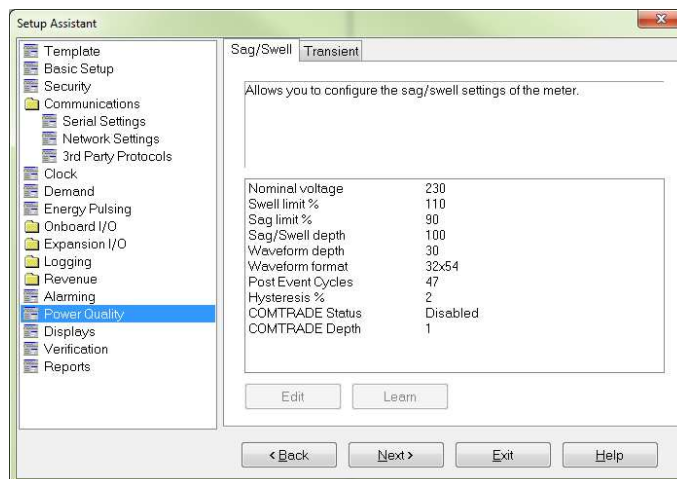 Setup Assistant
Template
Basic Setup
Security
Communications
Serial Settings
Network Settings
3rd Party Protocols
Clock
Demand
Energy Pulsing
Onboard I/O
Expansion I/O
Logging
Revenue
Alarming
Power Quality
Displays
Verification
Reports
Sag/Swell Transient
Allows you to configure the sag/swell settings of the meter.
Nominal voltage 230
Swell limit % 110
Sag limit % 90
Sag/Swell depth 100
Waveform depth 30
Waveform format 32x54
Post Event Cycles 47
Hysteresis % 2
COMTRADE Status Disabled
COMTRADE Depth 1
Edit Learn
< Back Next > Exit Help